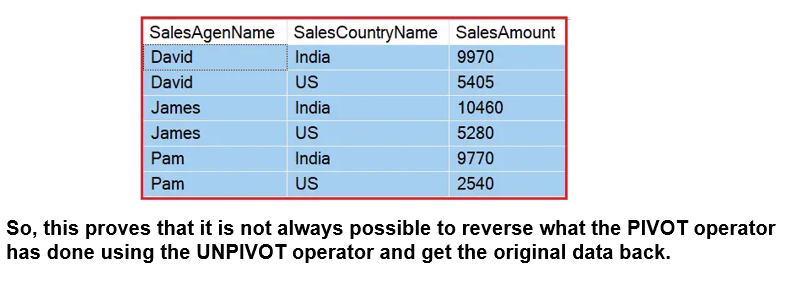 SalesAgenName SalesCountryName SalesAmount
David India 9970
David US 5405
James India 10460
James US 5280
Pam India 9770
Pam US 2540
So, this proves that it is not always possible to reverse what the PIVOT operator
has done using the UNPIVOT operator and get the original data back.